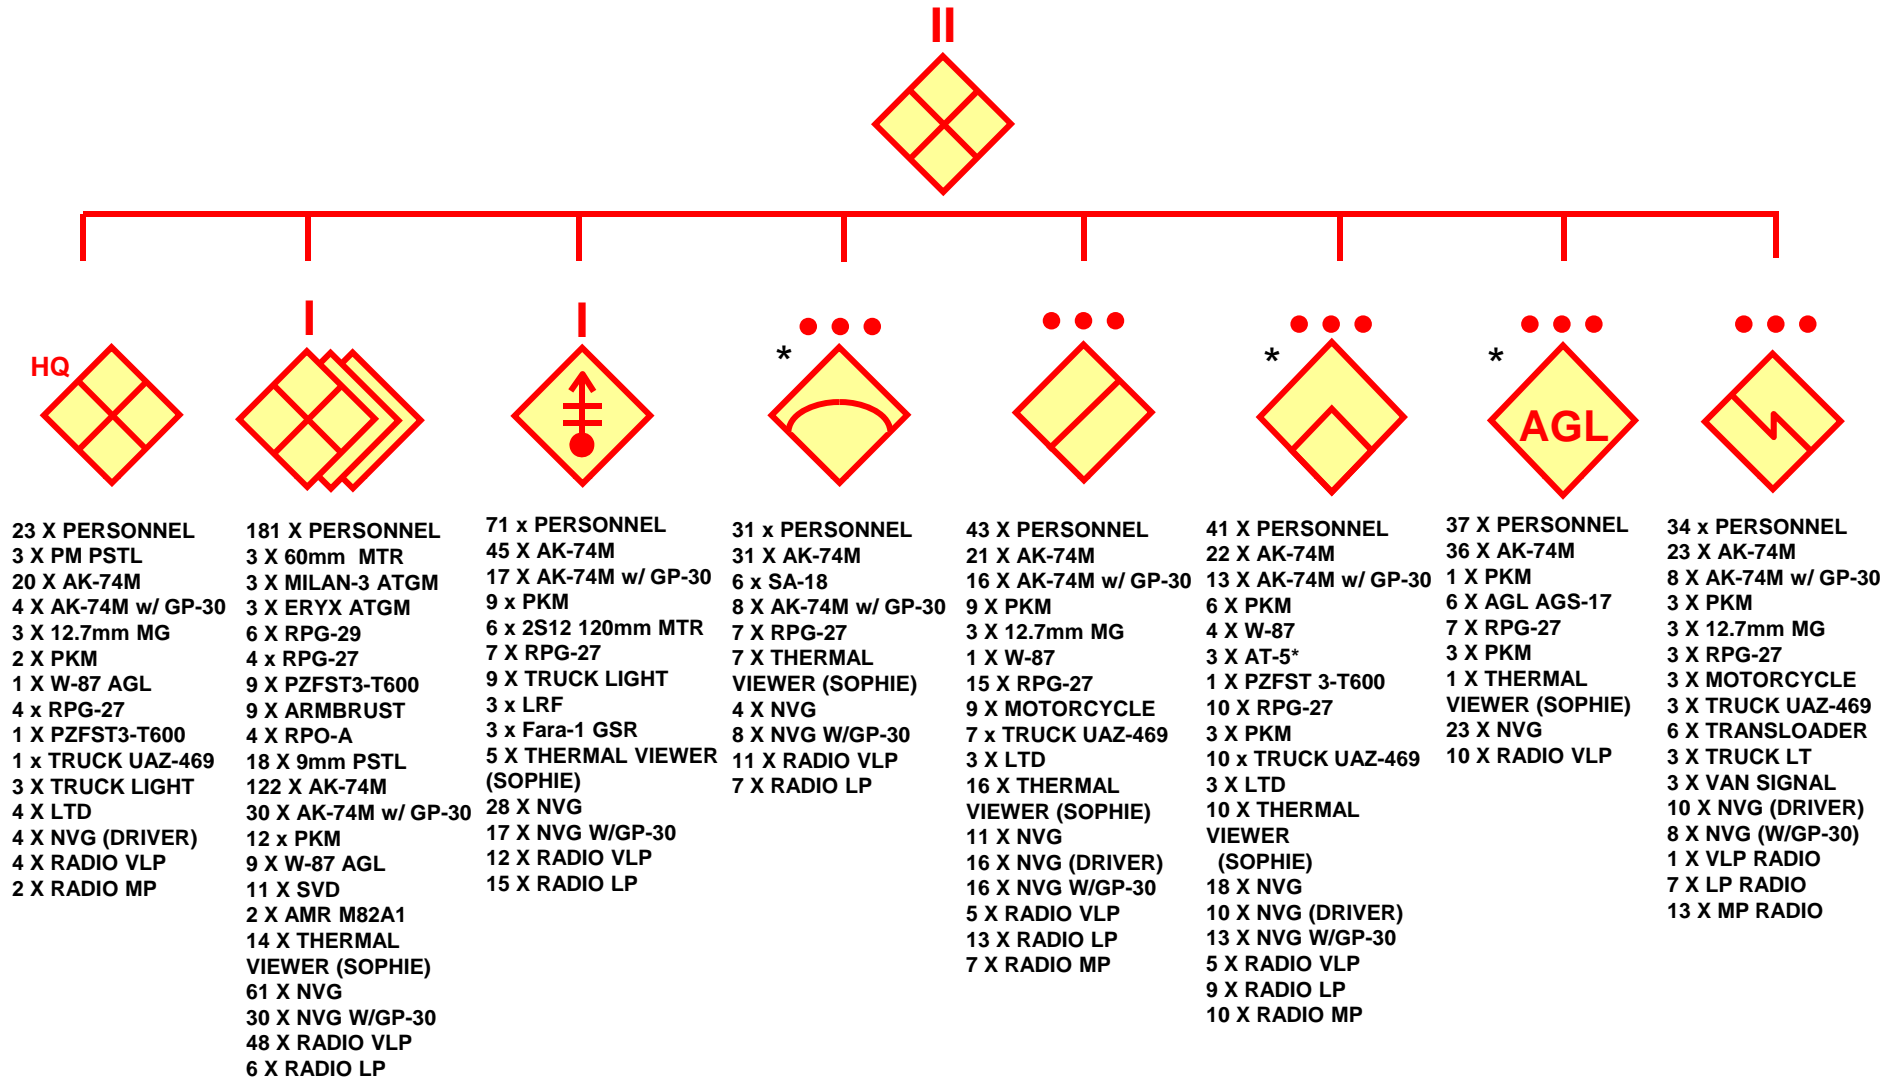 HQ
*
*
*
AGL
23 X PERSONNEL
3 X PM PSTL
20 X AK-74M
4 X AK-74M w/ GP-30
3 X 12.7mm MG
2 X PKM
1 X W-87 AGL
4 x RPG-27
1 X PZFST3-T600
1 x TRUCK UAZ-469
3 X TRUCK LIGHT
4 X LTD
4 X NVG (DRIVER)
4 X RADIO VLP
2 X RADIO MP
181 X PERSONNEL
3 X 60mm MTR
3 X MILAN-3 ATGM
3 X ERYX ATGM
6 X RPG-29
4 x RPG-27
9 X PZFST3-T600
9 X ARMBRUST
4 X RPO-A
18 X 9mm PSTL
122 X AK-74M
30 X AK-74M w/ GP-30
12 x PKM
9 X W-87 AGL
11 X SVD
2 X AMR M82A1
14 X THERMAL
VIEWER (SOPHIE)
61 X NVG
30 X NVG W/GP-30
48 X RADIO VLP
6 X RADIO LP
71 x PERSONNEL
45 X AK-74M
17 X AK-74M w/ GP-30
9 x PKM
6 x 2S12 120mm MTR
7 X RPG-27
9 X TRUCK LIGHT
3 x LRF
3 x Fara-1 GSR
5 X THERMAL VIEWER
(SOPHIE)
28 X NVG
17 X NVG W/GP-30
12 X RADIO VLP
15 X RADIO LP
31 x PERSONNEL
31 X AK-74M
6 x SA-18
8 X AK-74M w/ GP-30
7 X RPG-27
7 X THERMAL
VIEWER (SOPHIE)
4 X NVG
8 X NVG W/GP-30
11 X RADIO VLP
7 X RADIO LP
43 X PERSONNEL
21 X AK-74M
16 X AK-74M w/ GP-30
9 X PKM
3 X 12.7mm MG
1 X W-87
15 X RPG-27
9 X MOTORCYCLE
7 x TRUCK UAZ-469
3 X LTD
16 X THERMAL
VIEWER (SOPHIE)
11 X NVG
16 X NVG (DRIVER)
16 X NVG W/GP-30
5 X RADIO VLP
13 X RADIO LP
7 X RADIO MP
41 X PERSONNEL
22 X AK-74M
13 X AK-74M w/ GP-30
6 X PKM
4 X W-87
3 X AT-5*
1 X PZFST 3-T600
10 X RPG-27
3 X PKM
10 x TRUCK UAZ-469
3 X LTD
10 X THERMAL
VIEWER
(SOPHIE)
18 X NVG
10 X NVG (DRIVER)
13 X NVG W/GP-30
5 X RADIO VLP
9 X RADIO LP
10 X RADIO MP
37 X PERSONNEL
36 X AK-74M
1 X PKM
6 X AGL AGS-17
7 X RPG-27
3 X PKM
1 X THERMAL
VIEWER (SOPHIE)
23 X NVG
10 X RADIO VLP
34 x PERSONNEL
23 X AK-74M
8 X AK-74M w/ GP-30
3 X PKM
3 X 12.7mm MG
3 X RPG-27
3 X MOTORCYCLE
3 X TRUCK UAZ-469
6 X TRANSLOADER
3 X TRUCK LT
3 X VAN SIGNAL
10 X NVG (DRIVER)
8 X NVG (W/GP-30)
1 X VLP RADIO
7 X LP RADIO
13 X MP RADIO